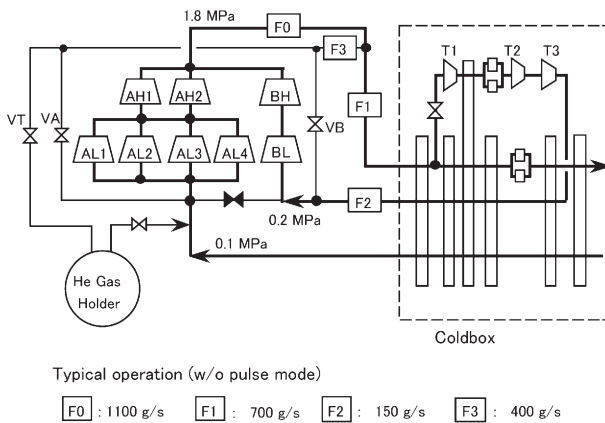 1.8 MPa
F0
F3
F1
T1 T2 T3
VT VA
AH1 AH2 BH
VB
AL1 AL2 AL3 AL4 BL
0.2 MPa
F2
0.1 MPa
He Gas
Holder
Coldbox
Typical operation (w/o pulse mode)
F0 : 1100 g/s F1 : 700 g/s F2 : 150 g/s F3 : 400 g/s